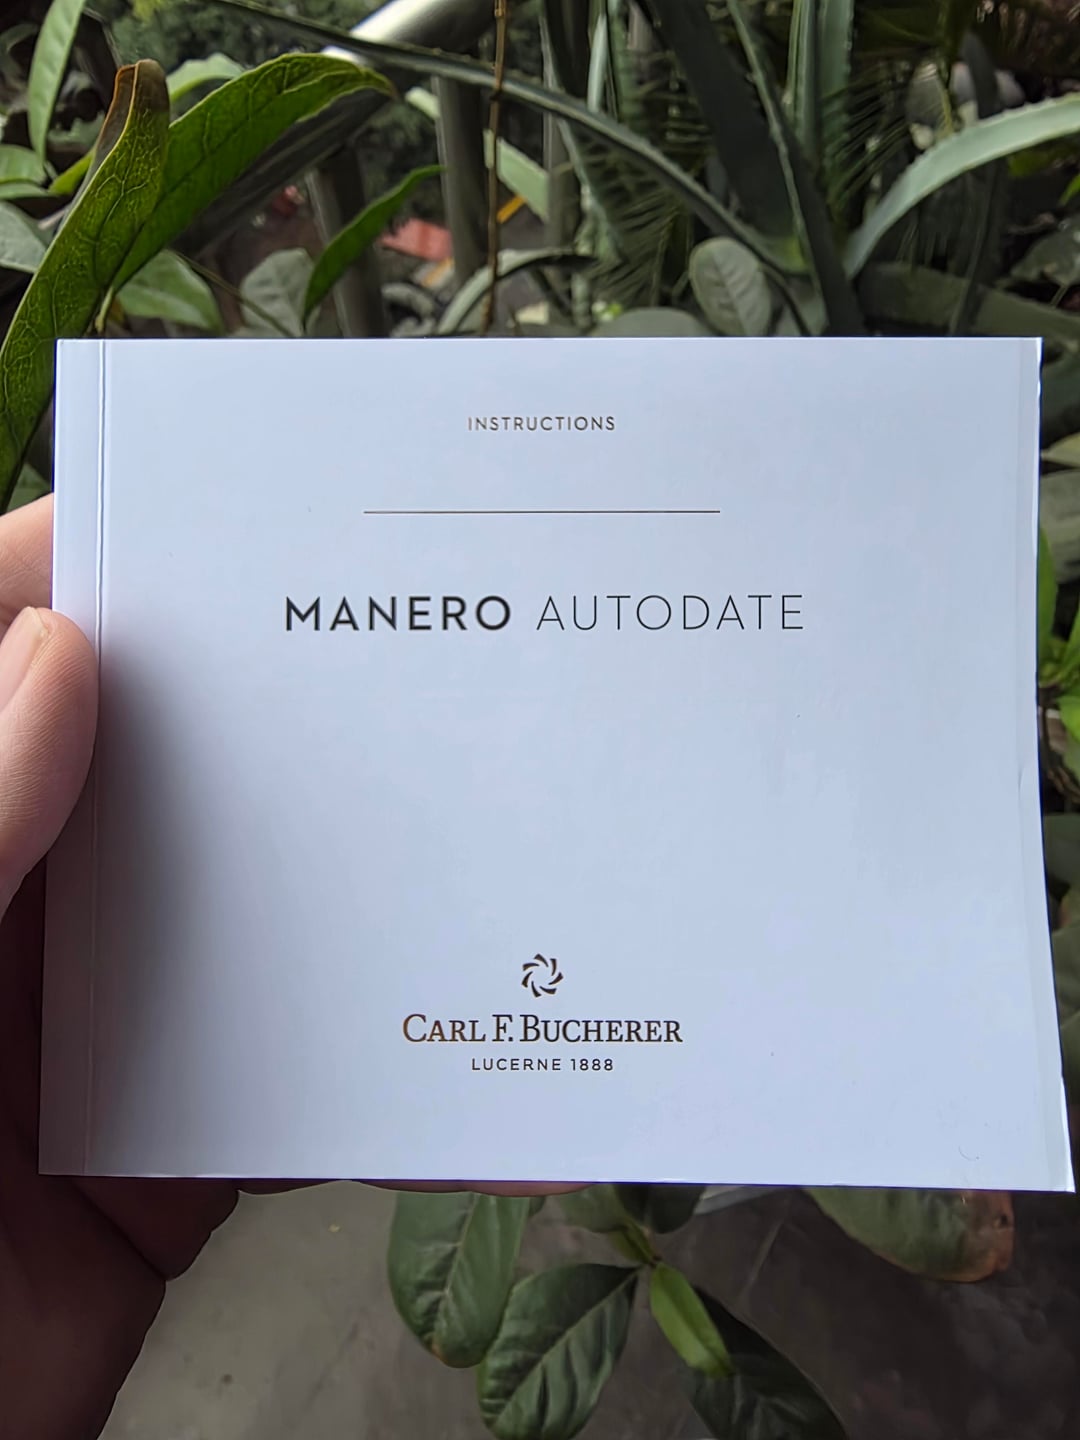 INSTRUCTIONS
MANERO AUTODATE
CARL F. BUCHERER
LUCERNE 1888